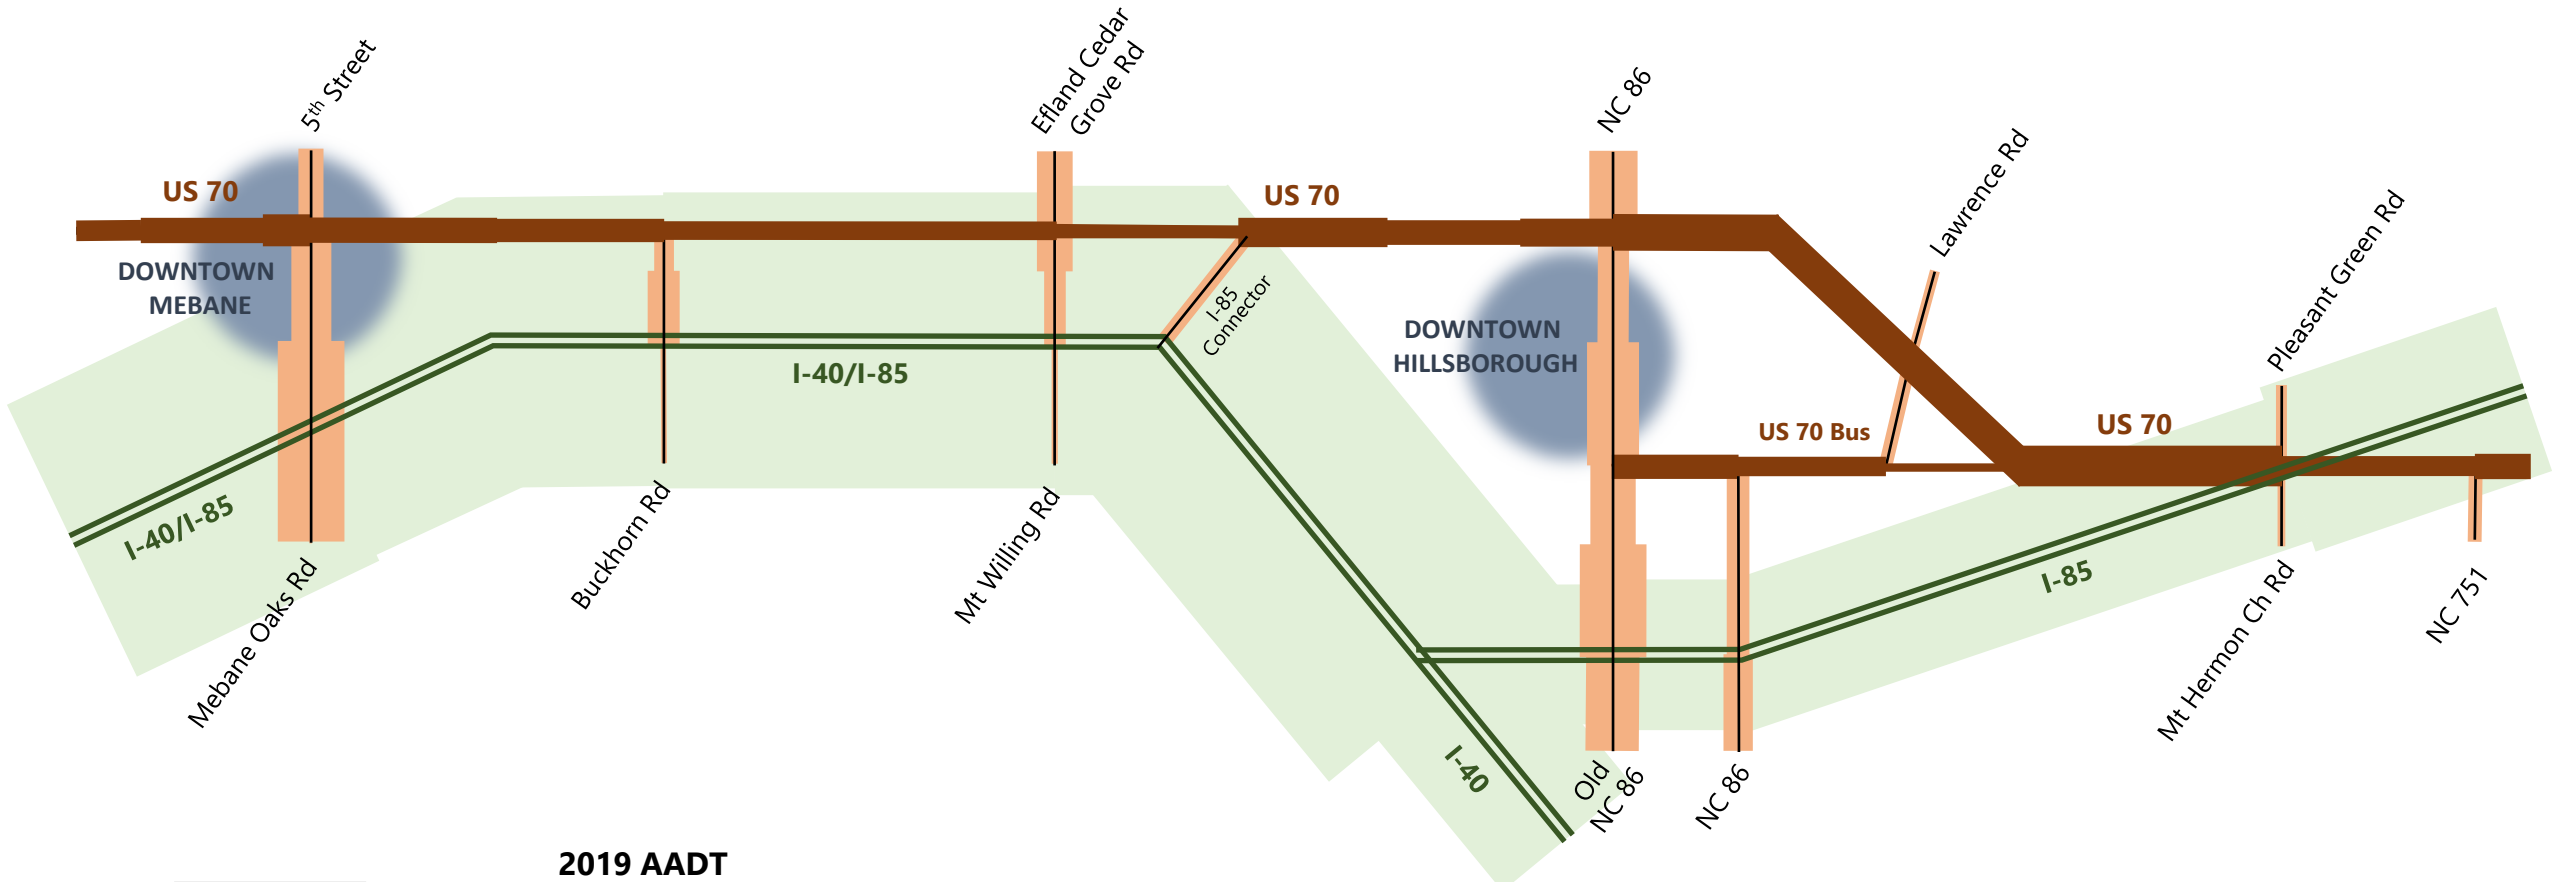 5th Street
Efland Cedar
Grove Rd
NC 86
Lawrence Rd
Pleasant Green Rd
US 70
US 70
DOWNTOWN
MEBANE
I-85
Connector
DOWNTOWN
HILLSBOROUGH
I-40/I-85
US 70 Bus
US 70
I-40/I-85
Buckhorn Rd
Mt Willing Rd
Mebane Oaks Rd
I-85
Mt Hermon Ch Rd
NC 751
I-40
Old
NC 86
NC 86
2019 AADT